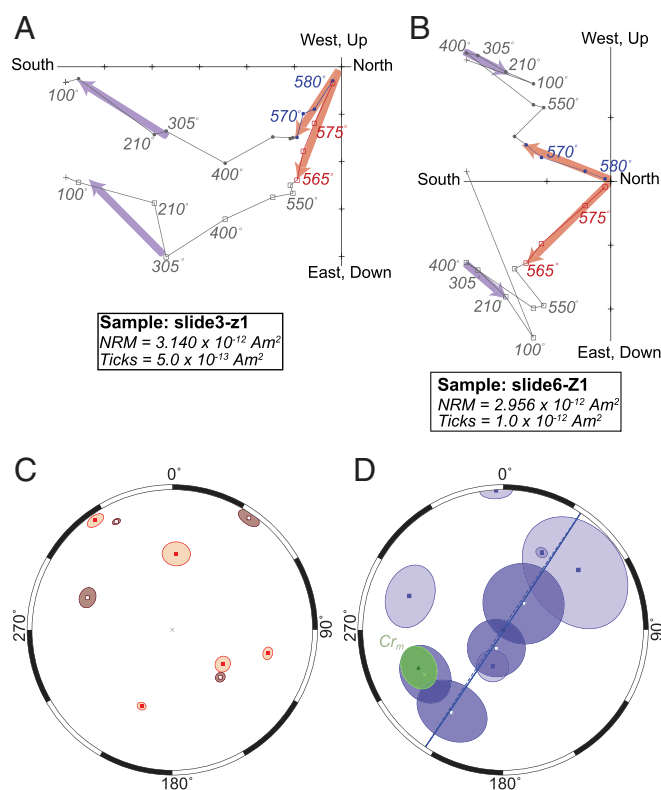 A
West, Up
South
North
580°
570°
100°
575°
305°
210°
400°
565°
100°
550°
210°
400°
305°
East, Down
Sample: slide3-z1
NRM = 3.140 x 10⁻¹² Am²
Ticks = 5.0 x 10⁻¹³ Am²
B
West, Up
400°
305°
210°
100°
550°
570°
580°
South
North
575°
400°
565°
305°
210°
550°
100°
East, Down
Sample: slide6-Z1
NRM = 2.956 x 10⁻¹² Am²
Ticks = 1.0 x 10⁻¹² Am²
C
0°
270°
90°
180°
D
0°
270°
90°
Crₘ
180°